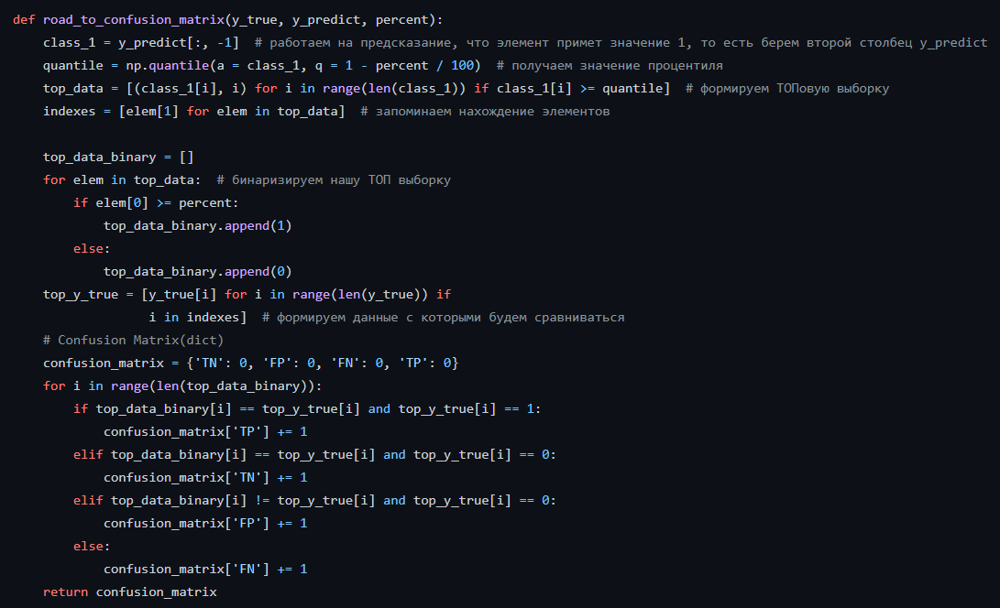 def road_to_confusion_matrix(y_true, y_predict, percent):
    class_1 = y_predict[:, -1]  # работаем на предсказание, что элемент примет значение 1, то есть берем второй столбец y_predict
    quantile = np.quantile(a = class_1, q = 1 - percent / 100)  # получаем значение процентиля
    top_data = [(class_1[i], i) for i in range(len(class_1)) if class_1[i] >= quantile]  # формируем ТОПовую выборку
    indexes = [elem[1] for elem in top_data]  # запоминаем нахождение элементов

    top_data_binary = []
    for elem in top_data:  # бинаризируем нашу ТОП выборку
        if elem[0] >= percent:
            top_data_binary.append(1)
        else:
            top_data_binary.append(0)
    top_y_true = [y_true[i] for i in range(len(y_true)) if
                  i in indexes]  # формируем данные с которыми будем сравниваться
    # Confusion Matrix(dict)
    confusion_matrix = {'TN': 0, 'FP': 0, 'FN': 0, 'TP': 0}
    for i in range(len(top_data_binary)):
        if top_data_binary[i] == top_y_true[i] and top_y_true[i] == 1:
            confusion_matrix['TP'] += 1
        elif top_data_binary[i] == top_y_true[i] and top_y_true[i] == 0:
            confusion_matrix['TN'] += 1
        elif top_data_binary[i] != top_y_true[i] and top_y_true[i] == 0:
            confusion_matrix['FP'] += 1
        else:
            confusion_matrix['FN'] += 1
    return confusion_matrix